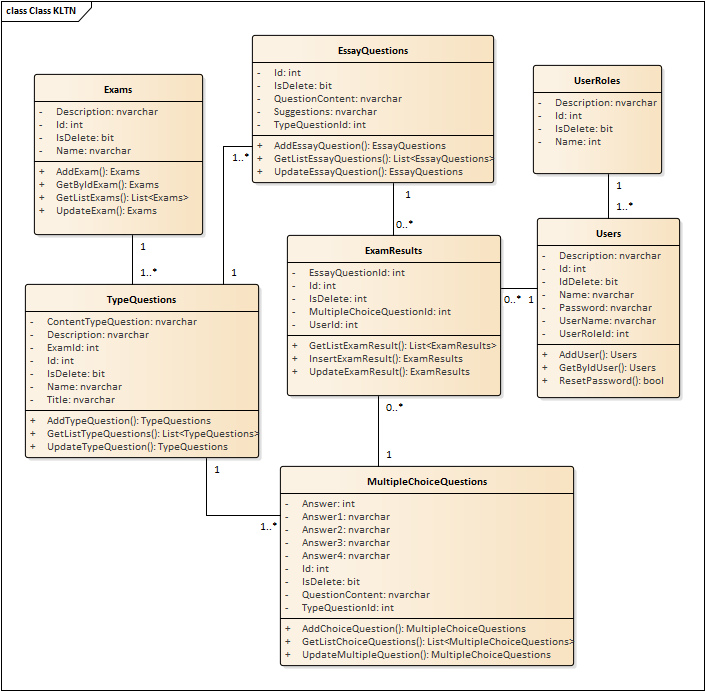 class Class KLTN
Exams
- Description: nvarchar
- Id: int
- IsDelete: bit
- Name: nvarchar
+ AddExam(): Exams
+ GetByIdExam(): Exams
+ GetListExams(): List<Exams>
+ UpdateExam(): Exams
EssayQuestions
- Id: int
- IsDelete: bit
- QuestionContent: nvarchar
- Suggestions: nvarchar
- TypeQuestionId: int
+ AddEssayQuestion(): EssayQuestions
+ GetListEssayQuestions(): List<EssayQuestions>
+ UpdateEssayQuestion(): EssayQuestions
UserRoles
- Description: nvarchar
- Id: int
- IsDelete: bit
- Name: int
1..*
1
1
0..*
1
1..*
1
1..*
TypeQuestions
- ContentTypeQuestion: nvarchar
- Description: nvarchar
- ExamId: int
- Id: int
- IsDelete: bit
- Name: nvarchar
- Title: nvarchar
+ AddTypeQuestion(): TypeQuestions
+ GetListTypeQuestions(): List<TypeQuestions>
+ UpdateTypeQuestion(): TypeQuestions
ExamResults
- EssayQuestionId: int
- Id: int
- IsDelete: int
- MultipleChoiceQuestionId: int
- UserId: int
+ GetListExamResult(): List<ExamResults>
+ InsertExamResult(): ExamResults
+ UpdateExamResult(): ExamResults
0..*
1
Users
- Description: nvarchar
- Id: int
- IdDelete: bit
- Name: nvarchar
- Password: nvarchar
- UserName: nvarchar
- UserRoleId: int
+ AddUser(): Users
+ GetByIdUser(): Users
+ ResetPassword(): bool
0..*
1
1
1..*
MultipleChoiceQuestions
- Answer: int
- Answer1: nvarchar
- Answer2: nvarchar
- Answer3: nvarchar
- Answer4: nvarchar
- Id: int
- IsDelete: bit
- QuestionContent: nvarchar
- TypeQuestionId: int
+ AddChoiceQuestion(): MultipleChoiceQuestions
+ GetListChoiceQuestions(): List<MultipleChoiceQuestions>
+ UpdateMultipleQuestion(): MultipleChoiceQuestions